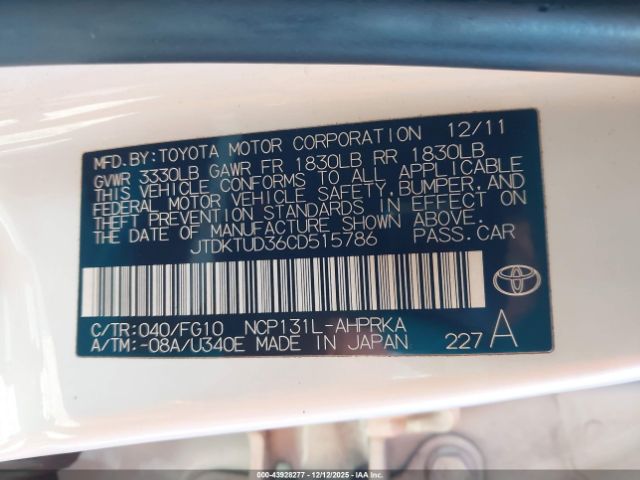 MFD.BY:TOYOTA MOTOR CORPORATION 12/11
GVWR 3330LB GAWR FR 1830LB RR 1830LB
THIS VEHICLE CONFORMS TO ALL APPLICABLE
FEDERAL MOTOR VEHICLE SAFETY,BUMPER,AND
THEFT PREVENTION STANDARDS IN EFFECT ON
THE DATE OF MANUFACTURE SHOWN ABOVE.
JTDKTUD36CD515786 PASS.CAR
C/TR:040/FG10 NCP131L-AHPRKA
A/TM:-08A/U340E MADE IN JAPAN 227 A
TOYOTA
000-43928277 - 12/12/2025 - IAA, Inc.